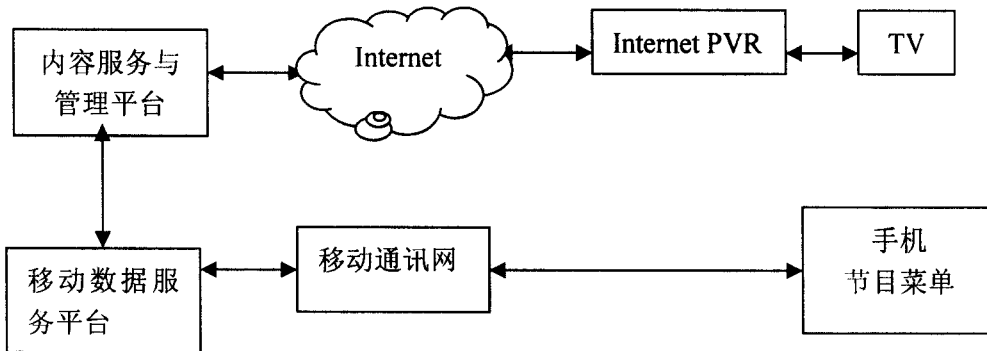 内容服务与
管理平台
Internet
Internet PVR
TV
移动数据服
务平台
移动通讯网
手机
节目菜单